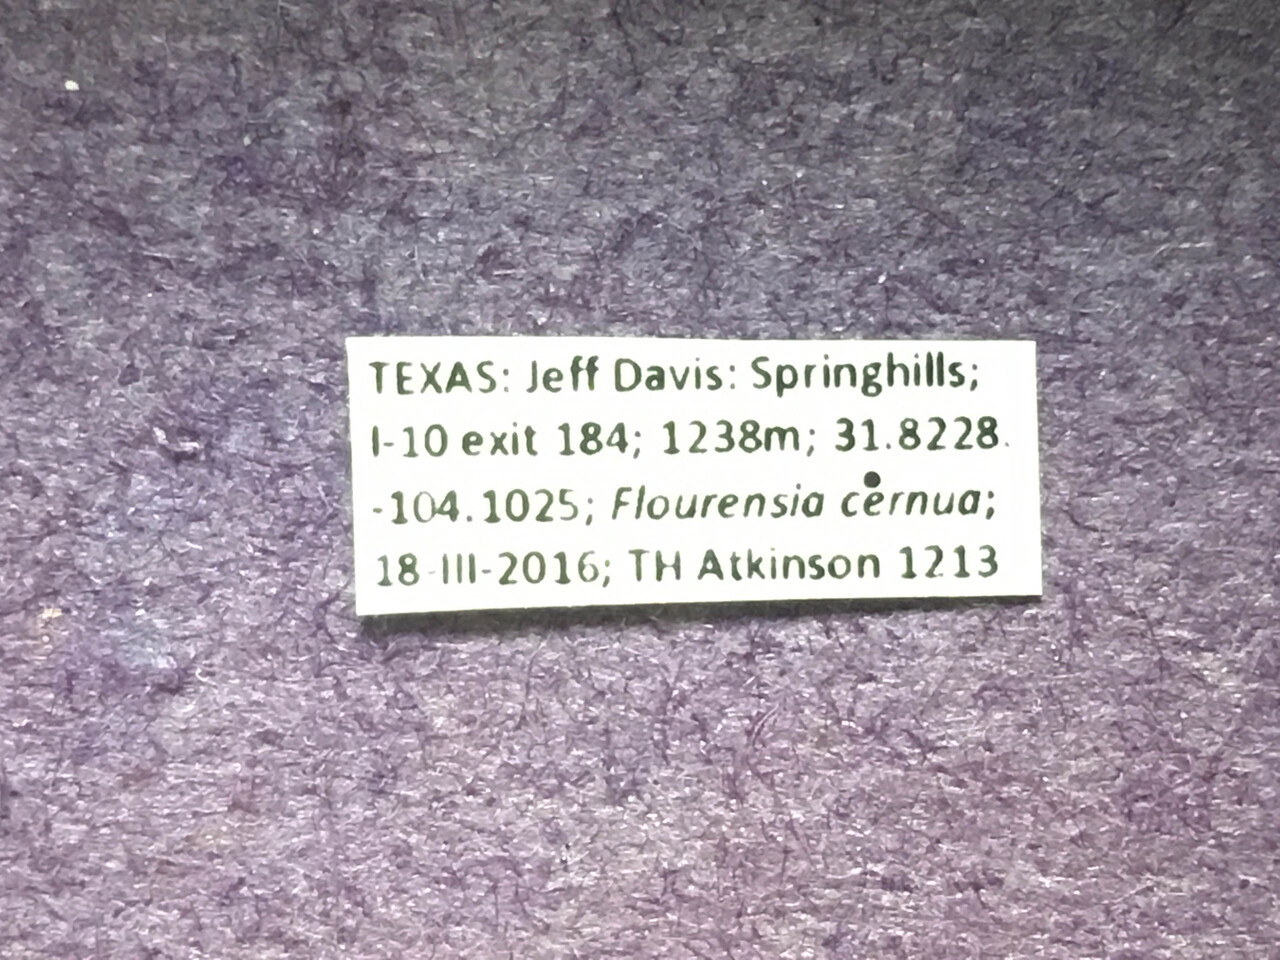 TEXAS: Jeff Davis: Springhills;
I-10 exit 184; 1238m; 31.8228.
-104.1025; Flourensia cernua;
18-III-2016; TH Atkinson 1213